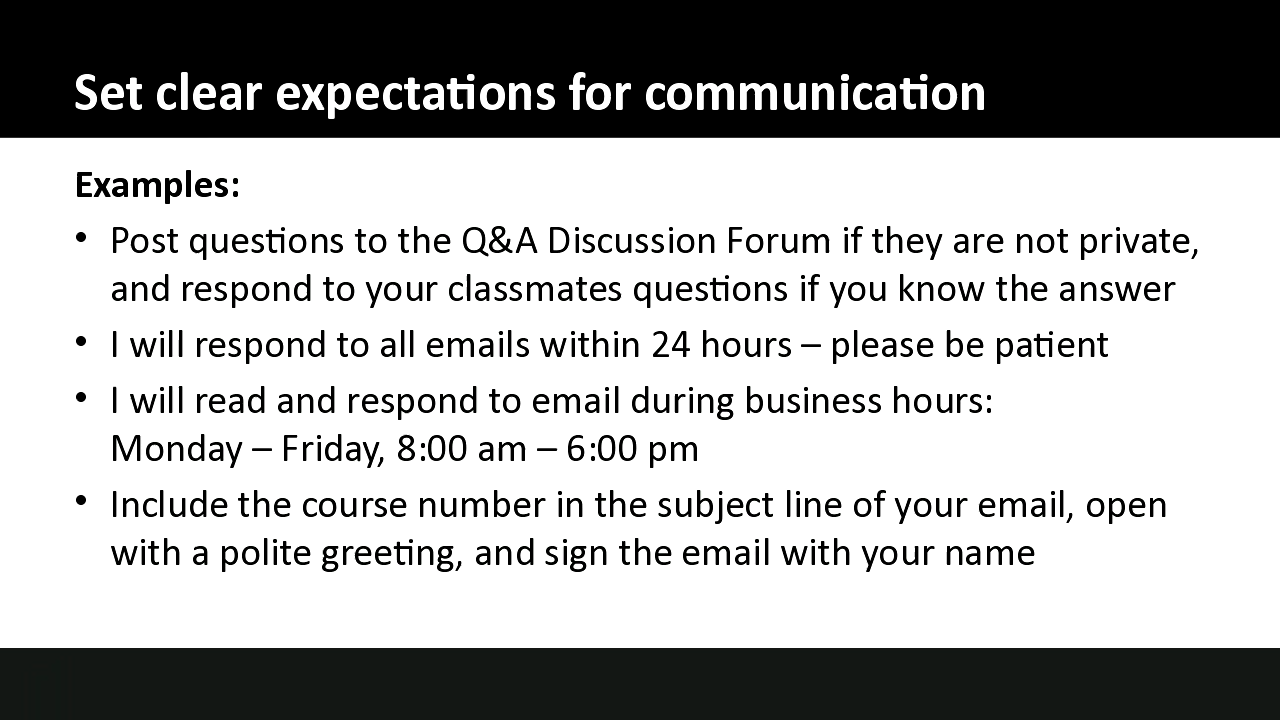 Set clear expectations for communication
Examples:
• Post questions to the Q&A Discussion Forum if they are not private,
and respond to your classmates questions if you know the answer
• I will respond to all emails within 24 hours – please be patient
• I will read and respond to email during business hours:
Monday – Friday, 8:00 am – 6:00 pm
• Include the course number in the subject line of your email, open
with a polite greeting, and sign the email with your name